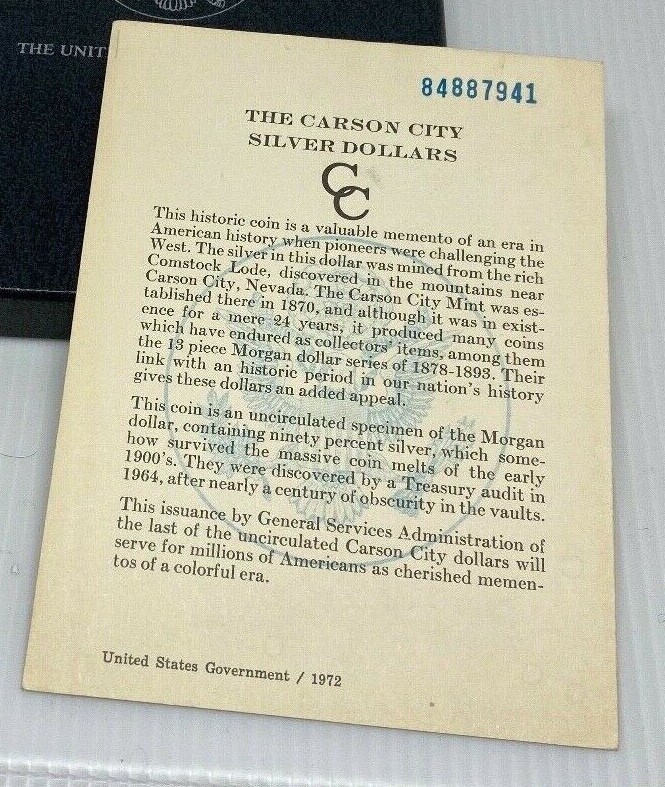 THE UNIT
84887941
THE CARSON CITY
SILVER DOLLARS
CC
This historic coin is a valuable memento of an era in
American history when pioneers were challenging the
West. The silver in this dollar was mined from the rich
Comstock Lode, discovered in the mountains near
Carson City, Nevada. The Carson City Mint was es-
tablished there in 1870, and although it was in exist-
ence for a mere 24 years, it produced many coins
which have endured as collectors' items, among them
the 13 piece Morgan dollar series of 1878-1893. Their
link with an historic period in our nation's history
gives these dollars an added appeal.
This coin is an uncirculated specimen of the Morgan
dollar, containing ninety percent silver, which some-
how survived the massive coin melts of the early
1900's. They were discovered by a Treasury audit in
1964, after nearly a century of obscurity in the vaults.
This issuance by General Services Administration of
the last of the uncirculated Carson City dollars will
serve for millions of Americans as cherished memen-
tos of a colorful era.
United States Government / 1972